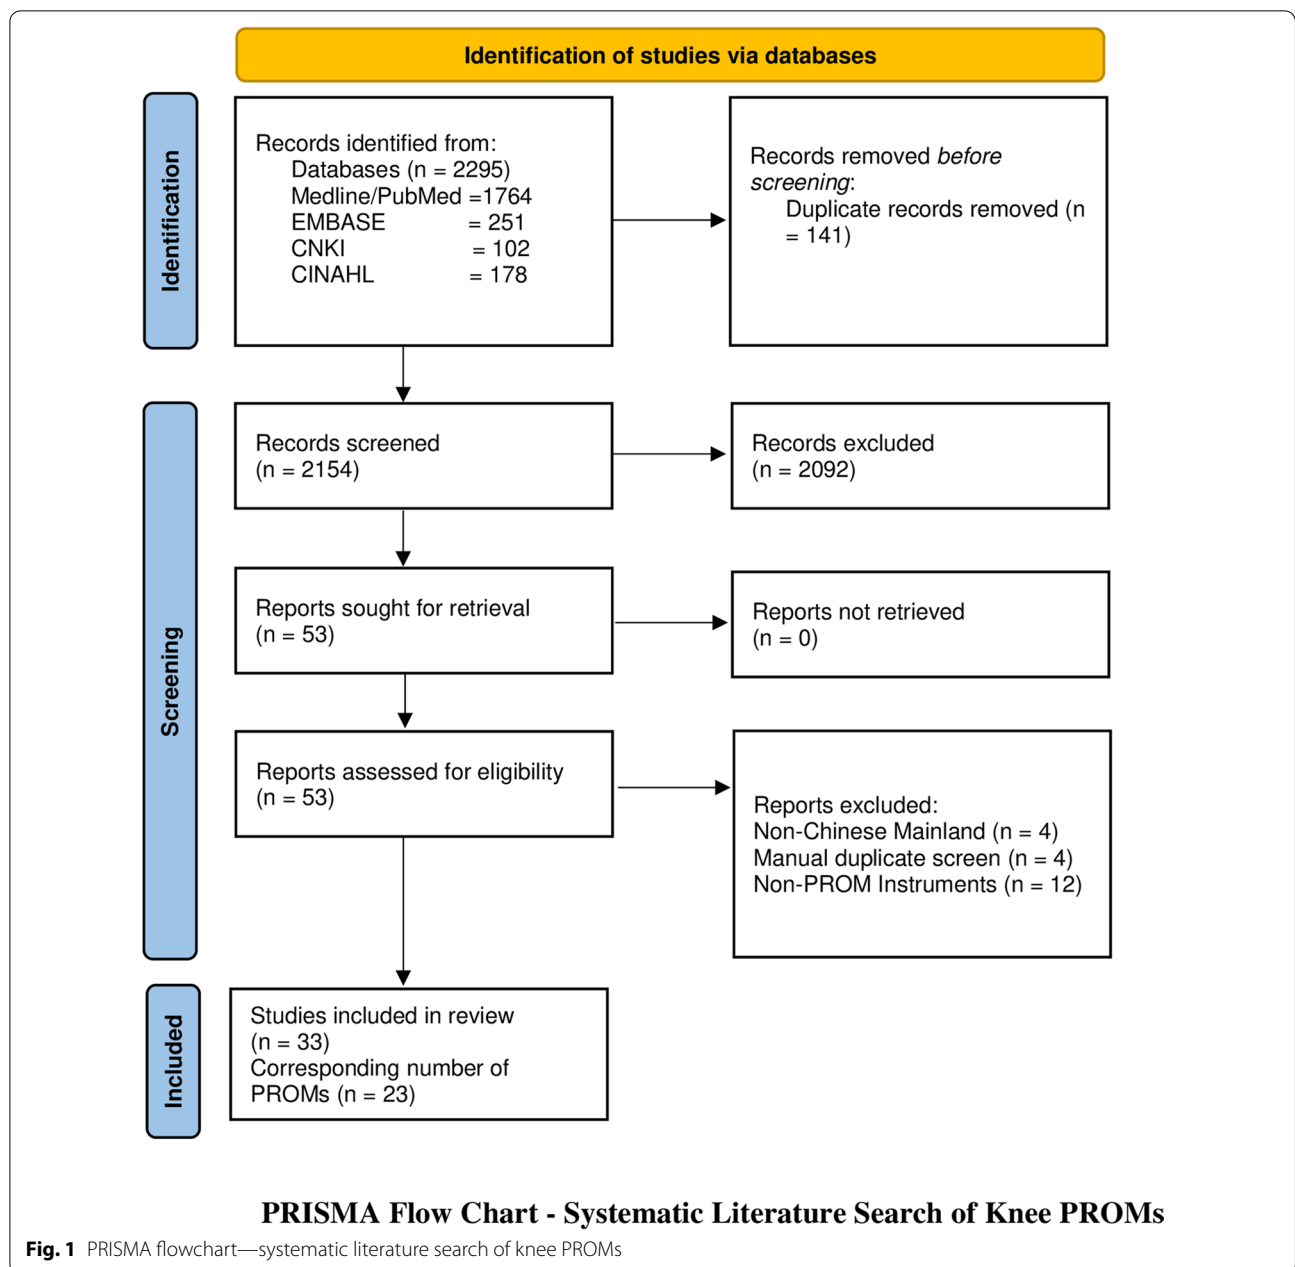 Identification of studies via databases
Identification
Records identified from:
Databases (n = 2295)
Medline/PubMed =1764
EMBASE = 251
CNKI = 102
CINAHL = 178
Records removed before
screening:
Duplicate records removed (n
= 141)
Screening
Records screened
(n = 2154)
Records excluded
(n = 2092)
Reports sought for retrieval
(n = 53)
Reports not retrieved
(n = 0)
Reports assessed for eligibility
(n = 53)
Reports excluded:
Non-Chinese Mainland (n = 4)
Manual duplicate screen (n = 4)
Non-PROM Instruments (n = 12)
Included
Studies included in review
(n = 33)
Corresponding number of
PROMs (n = 23)
PRISMA Flow Chart - Systematic Literature Search of Knee PROMs
Fig. 1 PRISMA flowchart—systematic literature search of knee PROMs